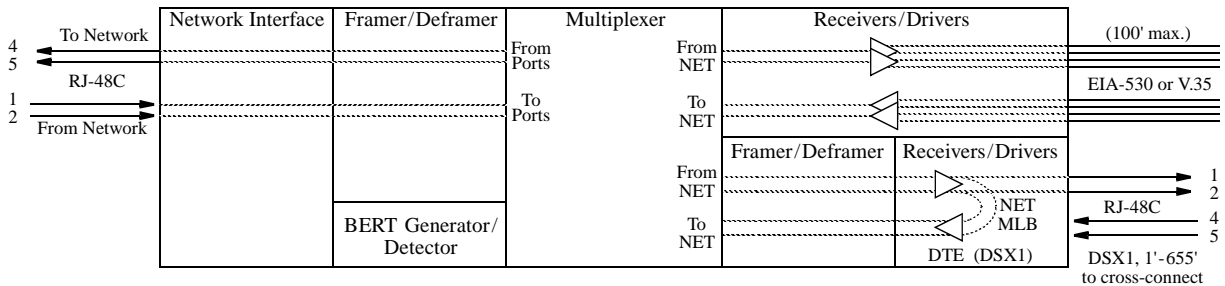 Network Interface
Framer/Deframer
Multiplexer
Receivers/Drivers
To Network
4
5
RJ-48C
1
2
From Network
From
Ports
To
Ports
From
NET
To
NET
(100' max.)
EIA-530 or V.35
Framer/Deframer
Receivers/Drivers
From
NET
To
NET
NET
MLB
DTE (DSX1)
BERT Generator/
Detector
1
2
RJ-48C
4
5
DSX1, 1'-655'
to cross-connect